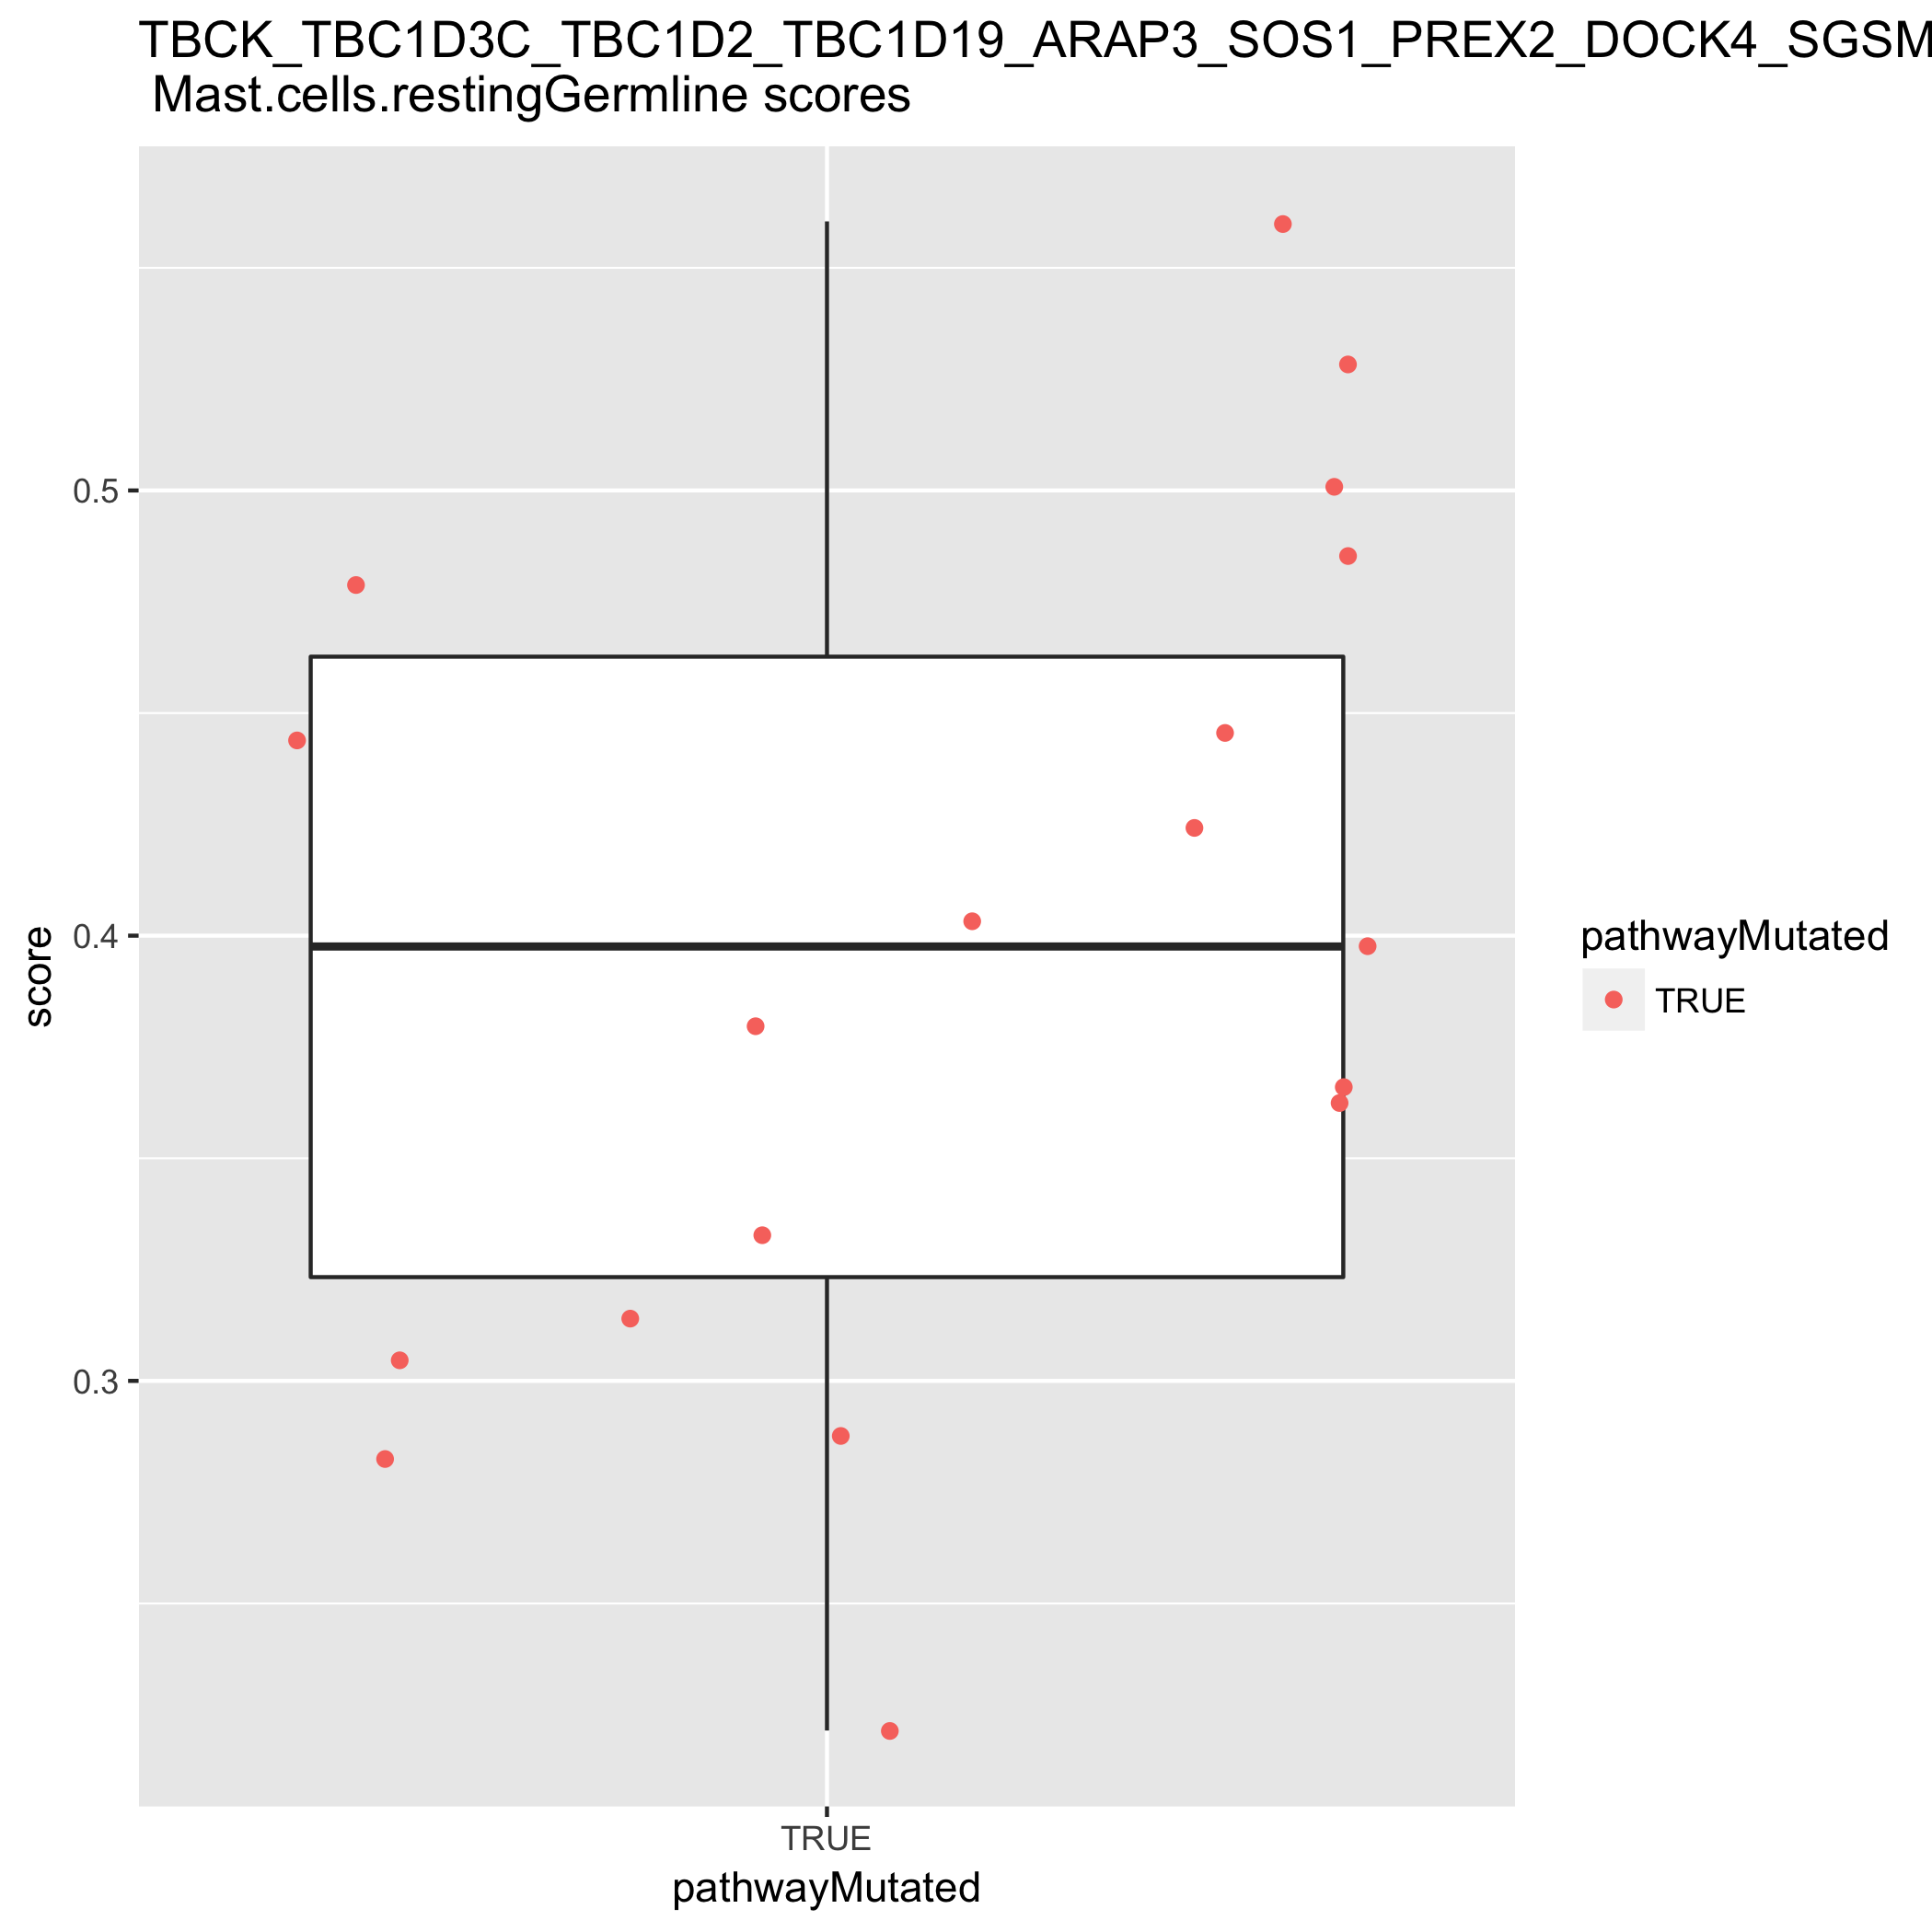 TBCK_TBC1D3C_TBC1D2_TBC1D19_ARAP3_SOS1_PREX2_DOCK4_SGSM
Mast.cells.restingGermline scores
0.5
0.4
0.3
score
TRUE
pathwayMutated
pathwayMutated
TRUE